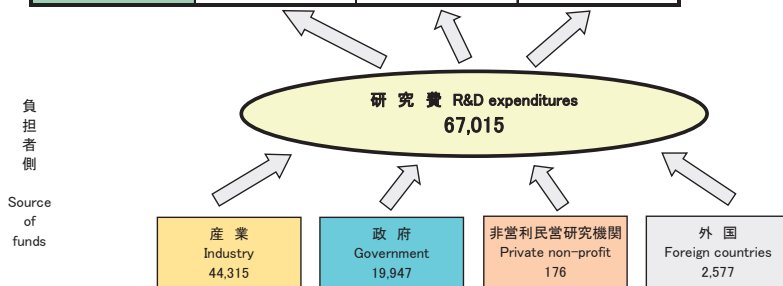 研究費 R&D expenditures
67,015
負担者側
Source
of
funds
産業
Industry
44,315
政府
Government
19,947
非営利民営研究機関
Private non-profit
176
外国
Foreign countries
2,577